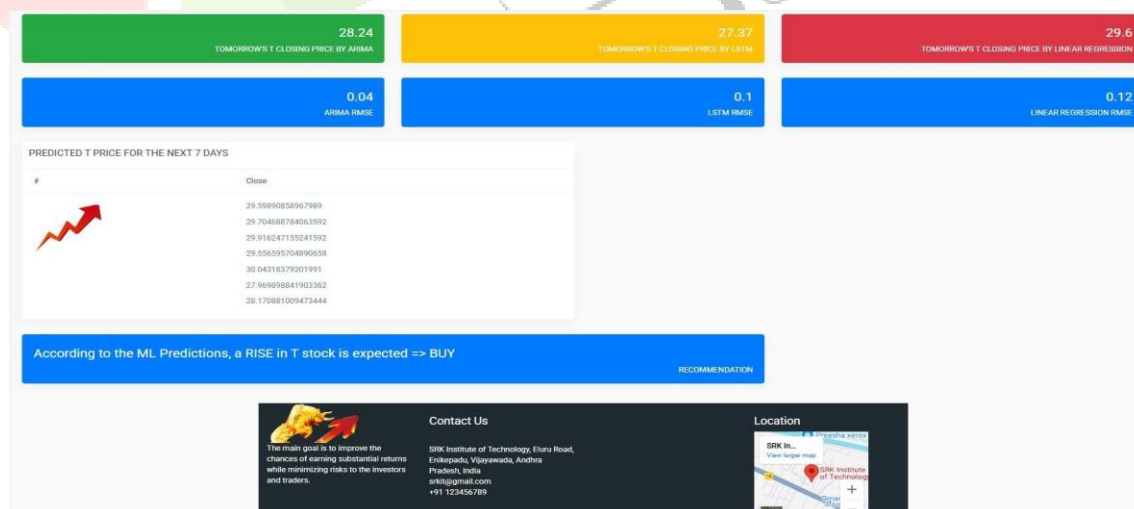 28.24
TOMORROW'S T CLOSING PRICE BY ARIMA
27.37
TOMORROW'S T CLOSING PRICE BY LSTM
29.6
TOMORROW'S T CLOSING PRICE BY LINEAR REGRESSION
0.04
ARIMA RMSE
0.1
LSTM RMSE
0.12
LINEAR REGRESSION RMSE
PREDICTED T PRICE FOR THE NEXT 7 DAYS
# Close
29.59890858967989
29.704688784063592
29.916247155241592
29.556595704890658
30.04318379201991
27.969898841903362
28.170881009473444
According to the ML Predictions, a RISE in T stock is expected => BUY
RECOMMENDATION
The main goal is to improve the
chances of earning substantial returns
while minimizing risks to the investors
and traders.
Contact Us
SRK Institute of Technology, Eluru Road,
Enikepadu, Vijayawada, Andhra
Pradesh, India
srkit@gmail.com
+91 123456789
Location
Preesha xerox
SRK In...
View larger map
SRK Institute
of Technology
+